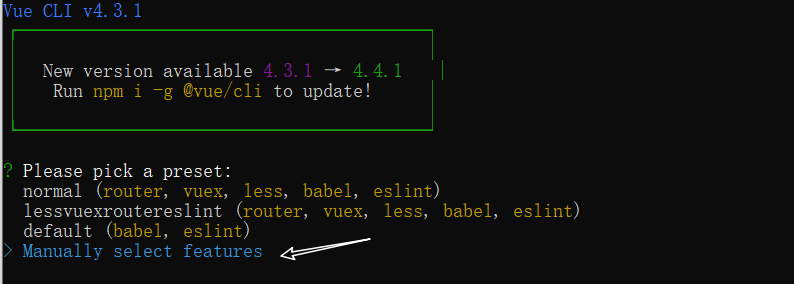 Vue CLI v4.3.1
New version available 4.3.1 → 4.4.1
Run npm i -g @vue/cli to update!
? Please pick a preset:
normal (router, vuex, less, babel, eslint)
lessvuexroutereslint (router, vuex, less, babel, eslint)
default (babel, eslint)
> Manually select features